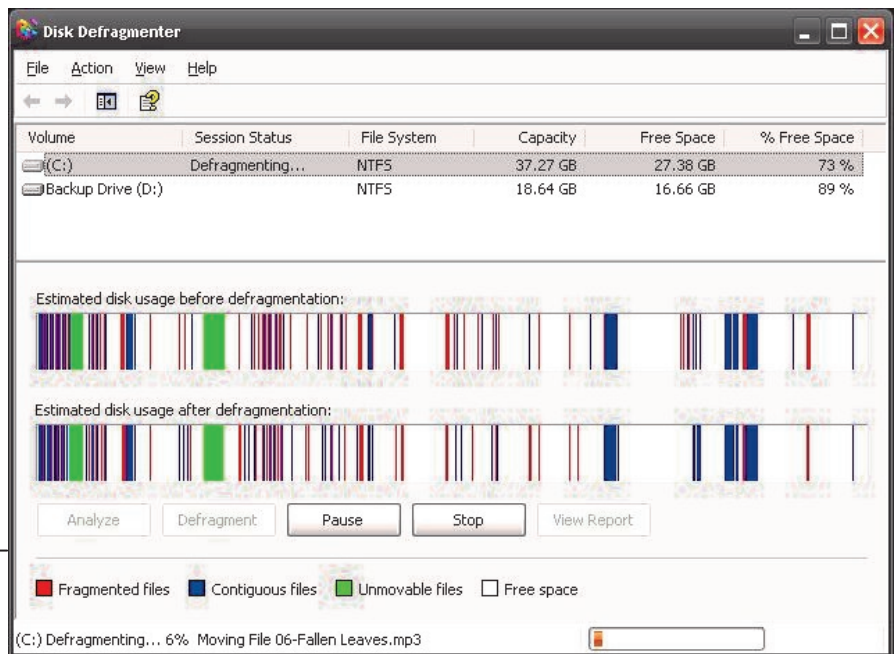 Disk Defragmenter
File Action View Help
Volume Session Status File System Capacity Free Space % Free Space
(C:) Defragmenting... NTFS 37.27 GB 27.38 GB 73 %
Backup Drive (D:) NTFS 18.64 GB 16.66 GB 89 %
Estimated disk usage before defragmentation:
Estimated disk usage after defragmentation:
Analyze Defragment Pause Stop View Report
Fragmented files Contiguous files Unmovable files Free space
(C:) Defragmenting... 6% Moving File 06-Fallen Leaves.mp3